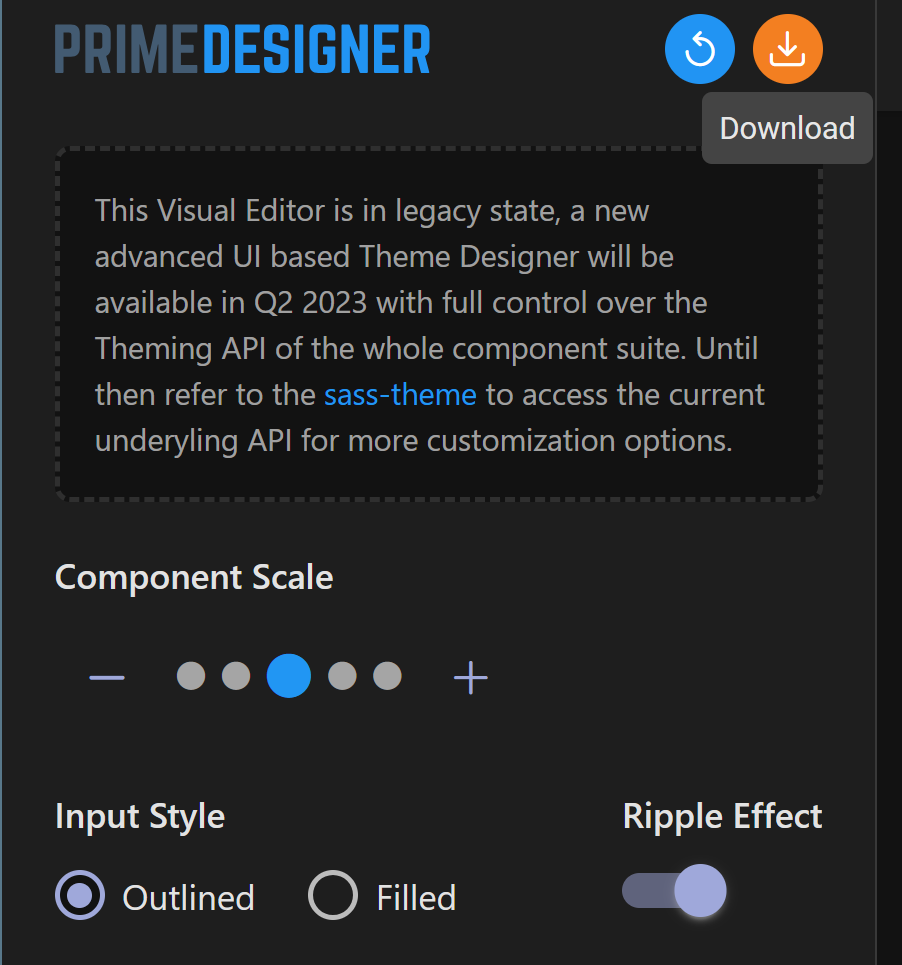 PRIMEDESIGNER
Download
This Visual Editor is in legacy state, a new
advanced UI based Theme Designer will be
available in Q2 2023 with full control over the
Theming API of the whole component suite. Until
then refer to the sass-theme to access the current
underyling API for more customization options.
Component Scale
Input Style
Ripple Effect
Outlined
Filled